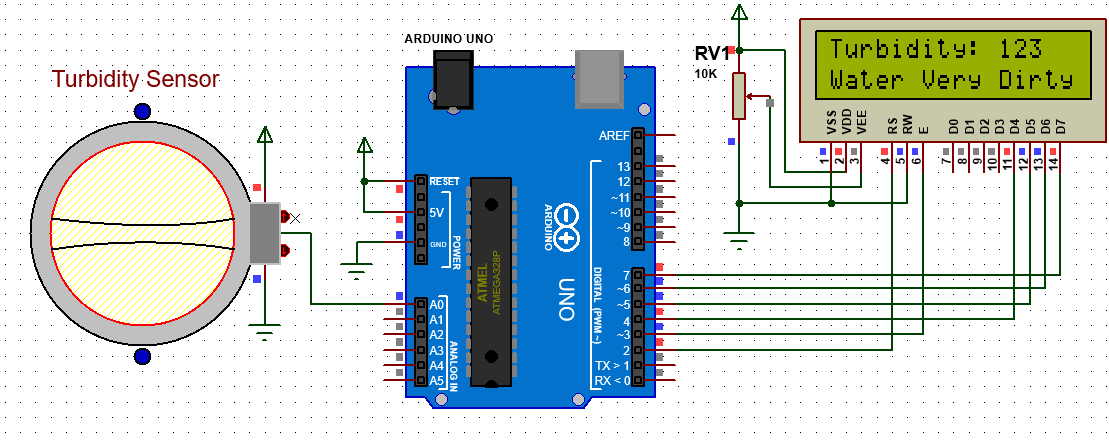 Turbidity Sensor
ARDUINO UNO
RV1
10K
Turbidity: 123
Water Very Dirty
VSS
VDD
VEE
RS
RW
E
D0
D1
D2
D3
D4
D5
D6
D7
1
2
3
4
5
6
7
8
9
10
11
12
13
14
RESET
5V
GND
POWER
A0
A1
A2
A3
A4
A5
ANALOG IN
ATMEL
ATMEGA328P
ARDUINO
UNO
DIGITAL (PWM ~)
AREF
13
12
~11
~10
~9
8
7
~6
~5
4
~3
2
TX > 1
RX < 0